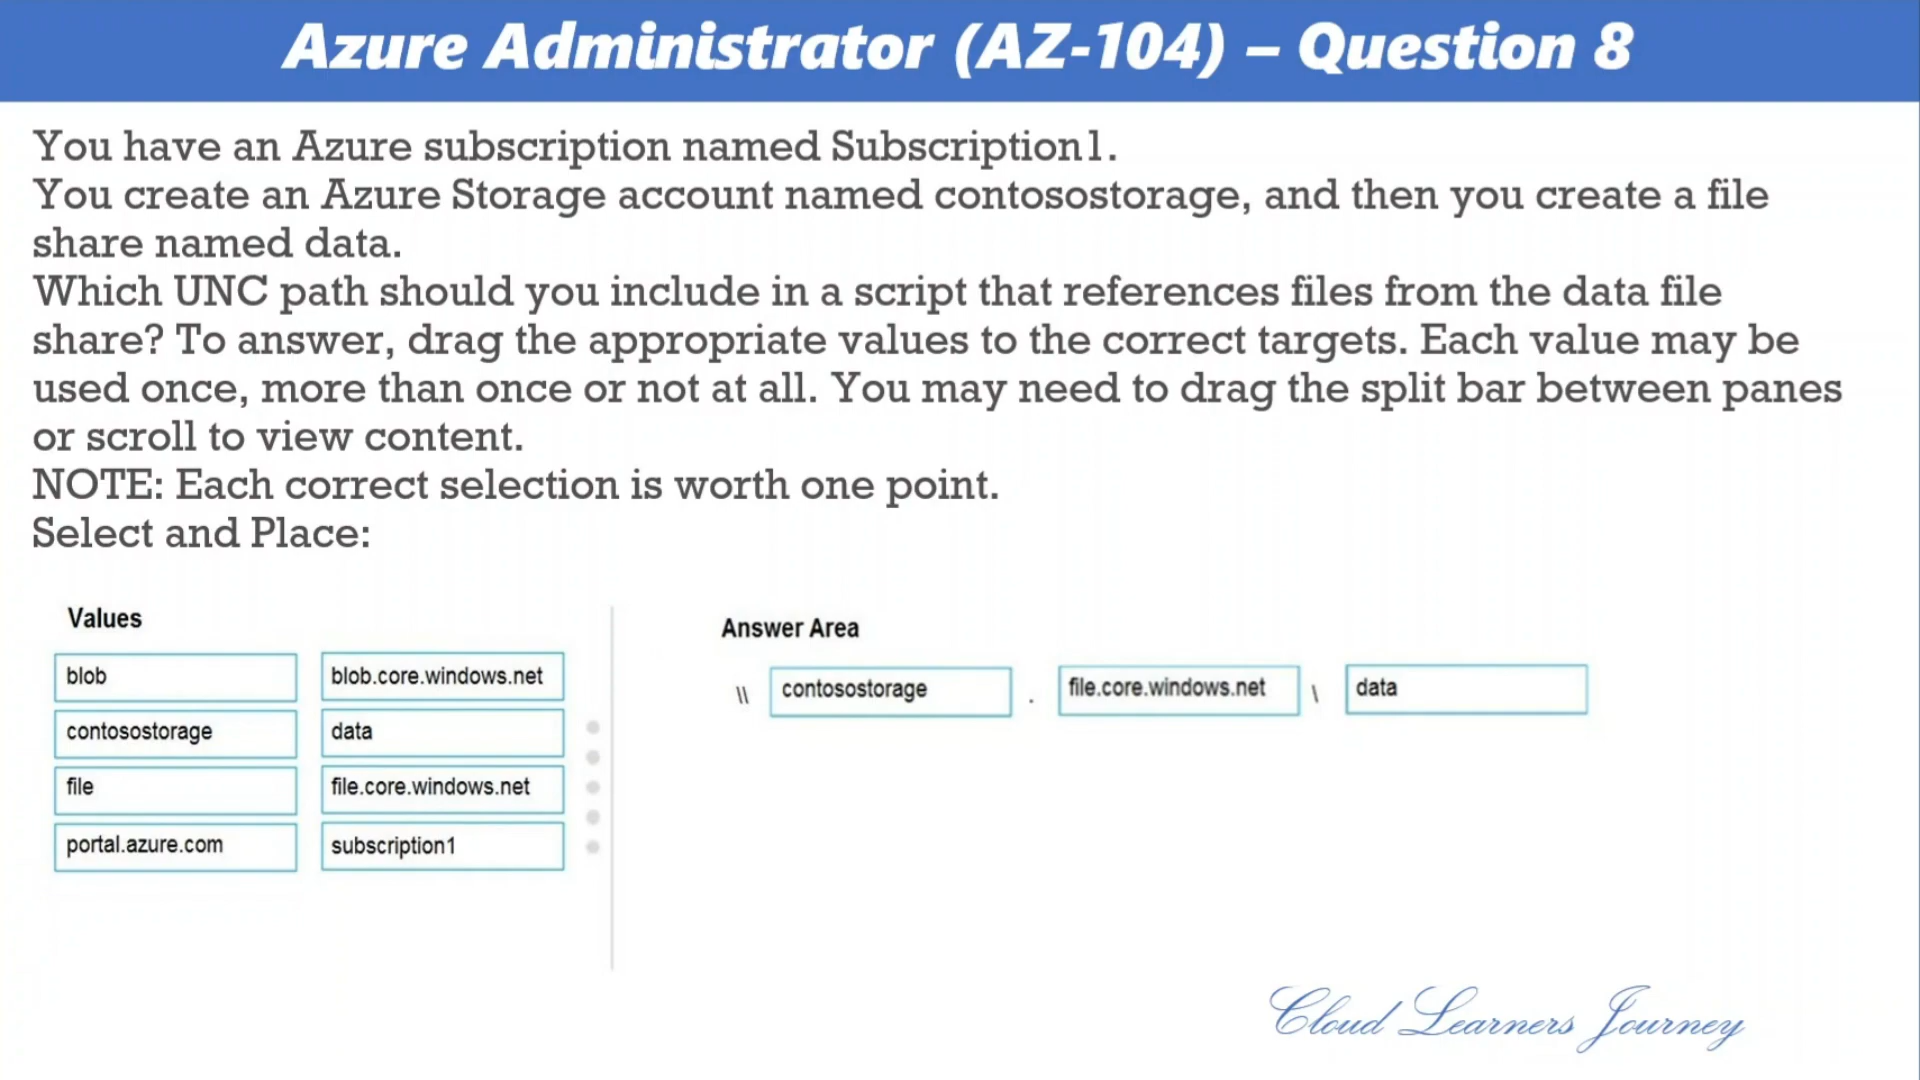 Azure Administrator (AZ-104) – Question 8
You have an Azure subscription named Subscription1.
You create an Azure Storage account named contosostorage, and then you create a file
share named data.
Which UNC path should you include in a script that references files from the data file
share? To answer, drag the appropriate values to the correct targets. Each value may be
used once, more than once or not at all. You may need to drag the split bar between panes
or scroll to view content.
NOTE: Each correct selection is worth one point.
Select and Place:
Values
blob
blob.core.windows.net
contosostorage
data
file
file.core.windows.net
portal.azure.com
subscription1
Answer Area
\\ contosostorage . file.core.windows.net \ data
Cloud Learners Journey